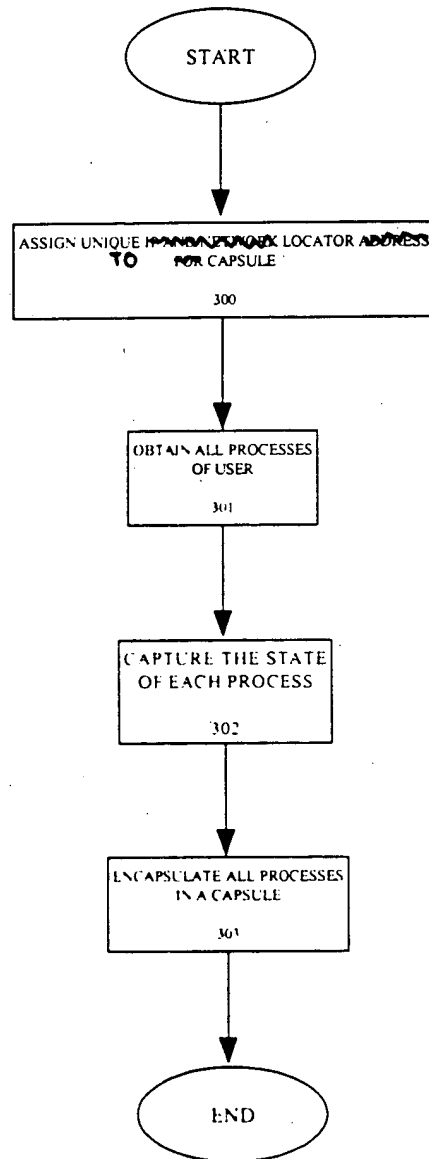 START
ASSIGN UNIQUE LOCATOR
TO CAPSULE
300
OBTAIN ALL PROCESSES
OF USER
301
CAPTURE THE STATE
OF EACH PROCESS
302
ENCAPSULATE ALL PROCESSES
IN A CAPSULE
303
END